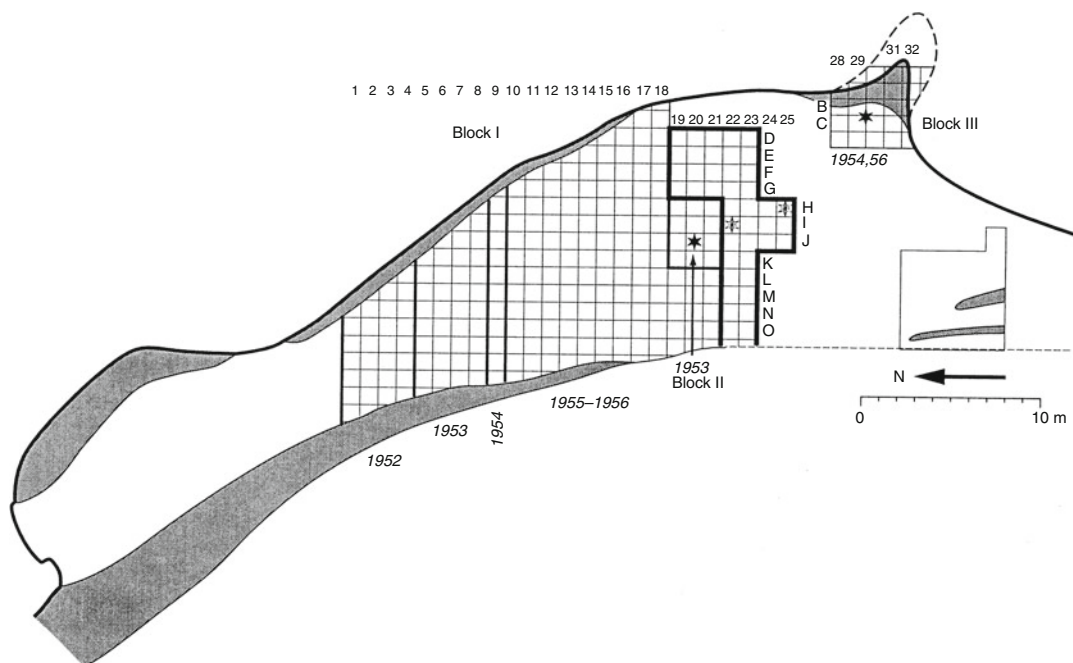 31 32
28 29
1 2 3 4 5 6 7 8 9 10 11 12 13 14 15 16 17 18
B
C
Block III
Block I
19 20 21 22 23 24 25
D
E
F
G
1954,56
H
I
J
K
L
M
N
O
1953
Block II
N
1955–1956
0 10 m
1954
1953
1952